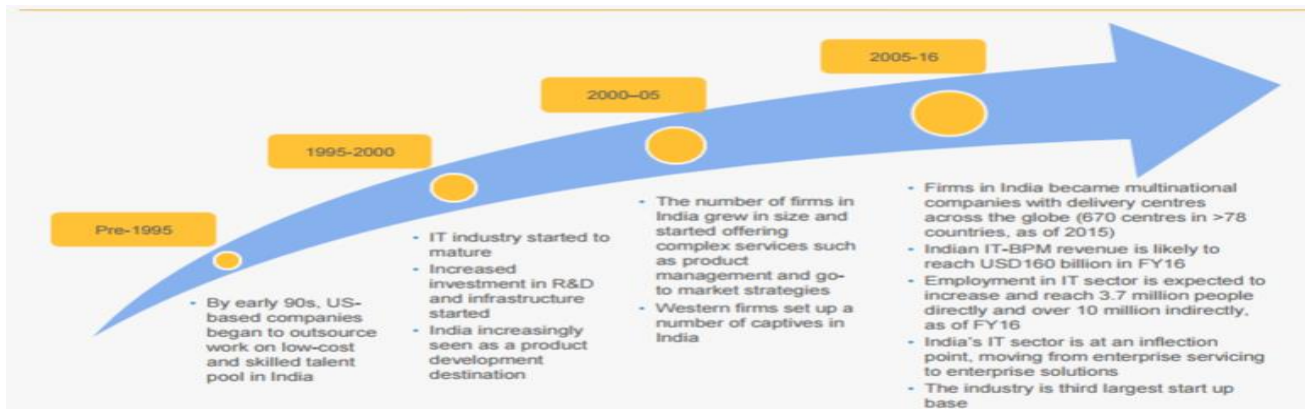 Pre-1995
• By early 90s, US-
based companies
began to outsource
work on low-cost
and skilled talent
pool in India
1995-2000
• IT industry started to
mature
• Increased
investment in R&D
and infrastructure
started
• India increasingly
seen as a product
development
destination
2000–05
• The number of firms in
India grew in size and
started offering
complex services such
as product
management and go-
to market strategies
• Western firms set up a
number of captives in
India
2005-16
• Firms in India became multinational
companies with delivery centres
across the globe (670 centres in >78
countries, as of 2015)
• Indian IT-BPM revenue is likely to
reach USD160 billion in FY16
• Employment in IT sector is expected to
increase and reach 3.7 million people
directly and over 10 million indirectly,
as of FY16
• India's IT sector is at an inflection
point, moving from enterprise servicing
to enterprise solutions
• The industry is third largest start up
base